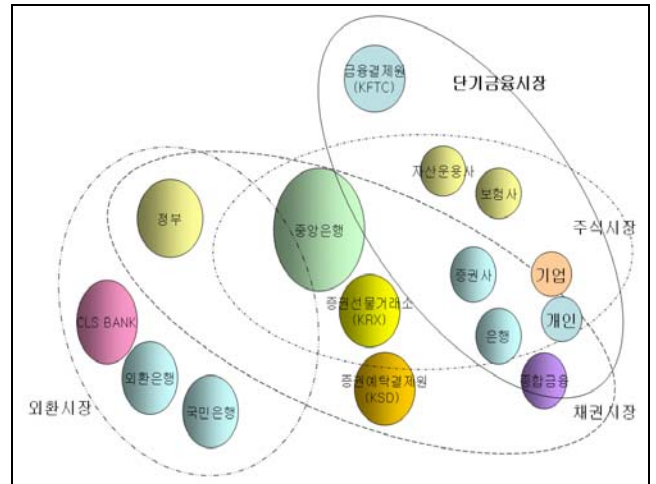 금융결제원
(KFTC)
단기금융시장
자산운용사
보험사
정부
중앙은행
주식시장
증권사
기업
증권선물거래소
(KRX)
개인
CLS BANK
은행
외환은행
증권예탁결제원
(KSD)
종합금융
국민은행
외환시장
채권시장